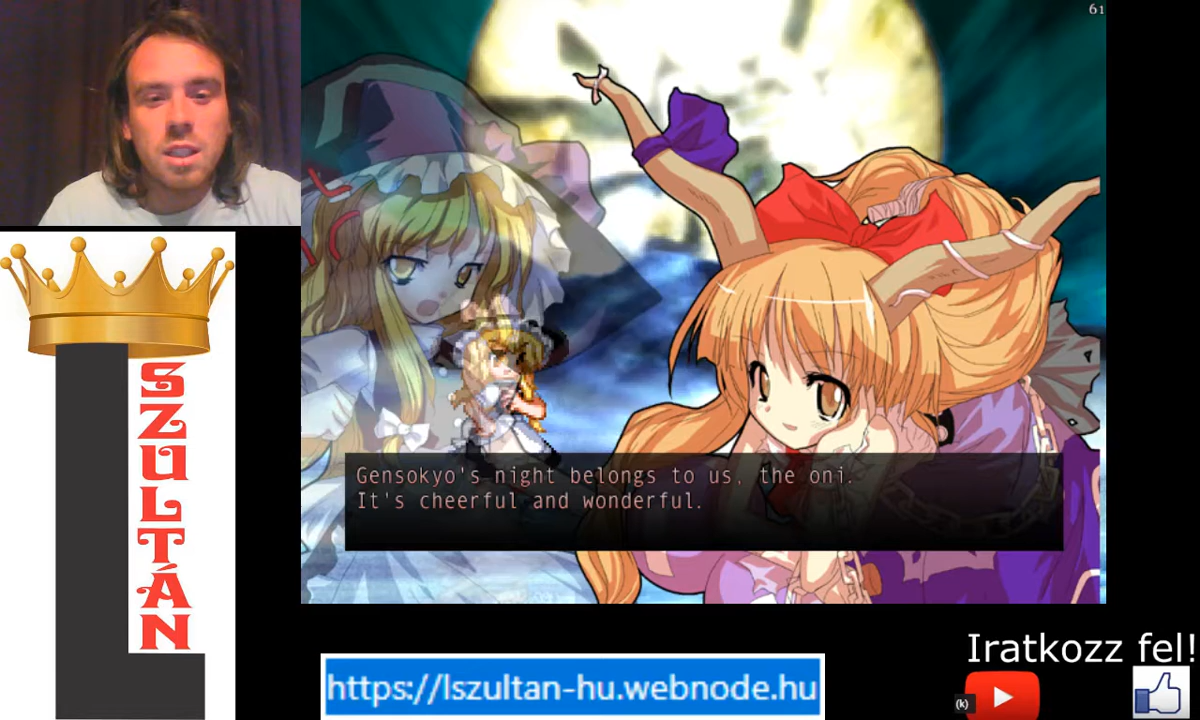 61
SZULTÁN
Gensokyo's night belongs to us, the oni.
It's cheerful and wonderful.
Iratkozz fel!
https://lszultan-hu.webnode.hu
(k)